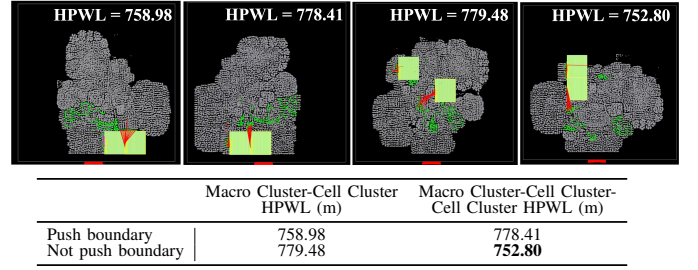 HPWL = 758.98 HPWL = 778.41 HPWL = 779.48 HPWL = 752.80
Macro Cluster-Cell Cluster Macro Cluster-Cell Cluster-
HPWL (m) Cell Cluster HPWL (m)
Push boundary 758.98 778.41
Not push boundary 779.48 752.80